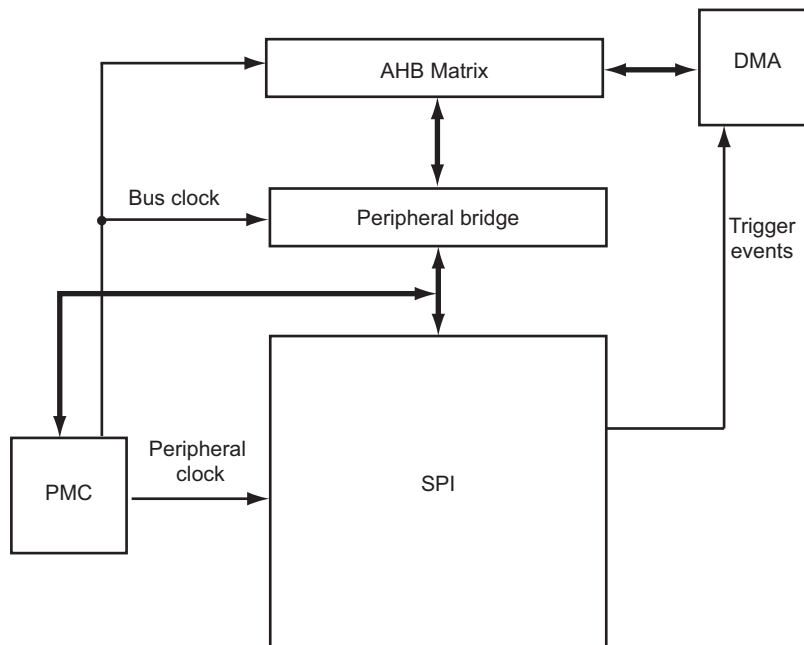 AHB Matrix
DMA
Bus clock
Peripheral bridge
Trigger
events
Peripheral
clock
PMC
SPI